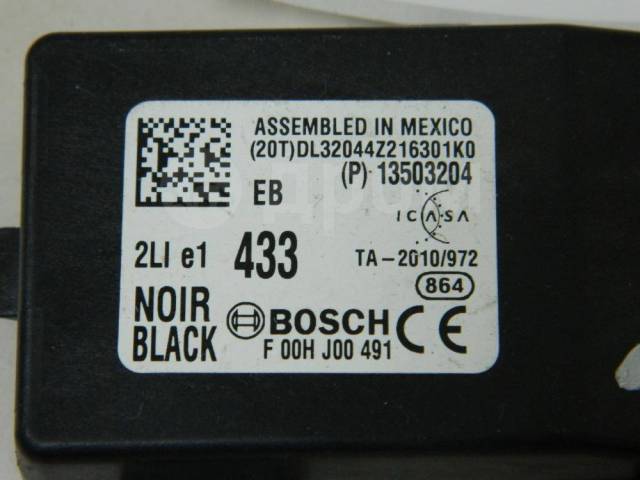 ASSEMBLED IN MEXICO
(20T)DL32044Z216301K0
(P) 13503204
EB
ICASA
2LI e1 433 TA-2010/972
864
NOIR
BLACK
BOSCH CE
F 00H J00 491